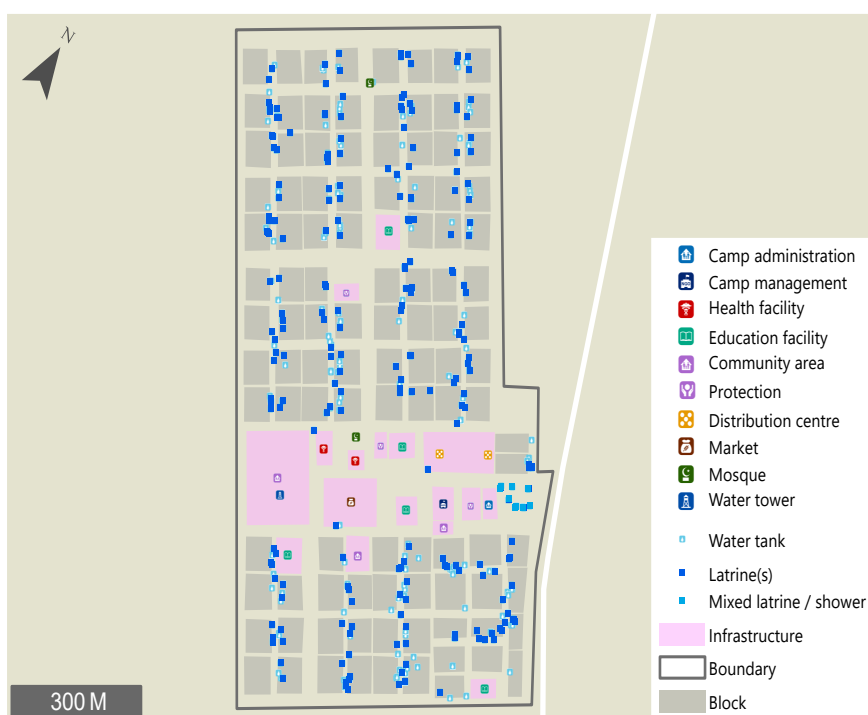 N
Camp administration
Camp management
Health facility
Education facility
Community area
Protection
Distribution centre
Market
Mosque
Water tower
Water tank
Latrine(s)
Mixed latrine / shower
Infrastructure
Boundary
Block
300 M